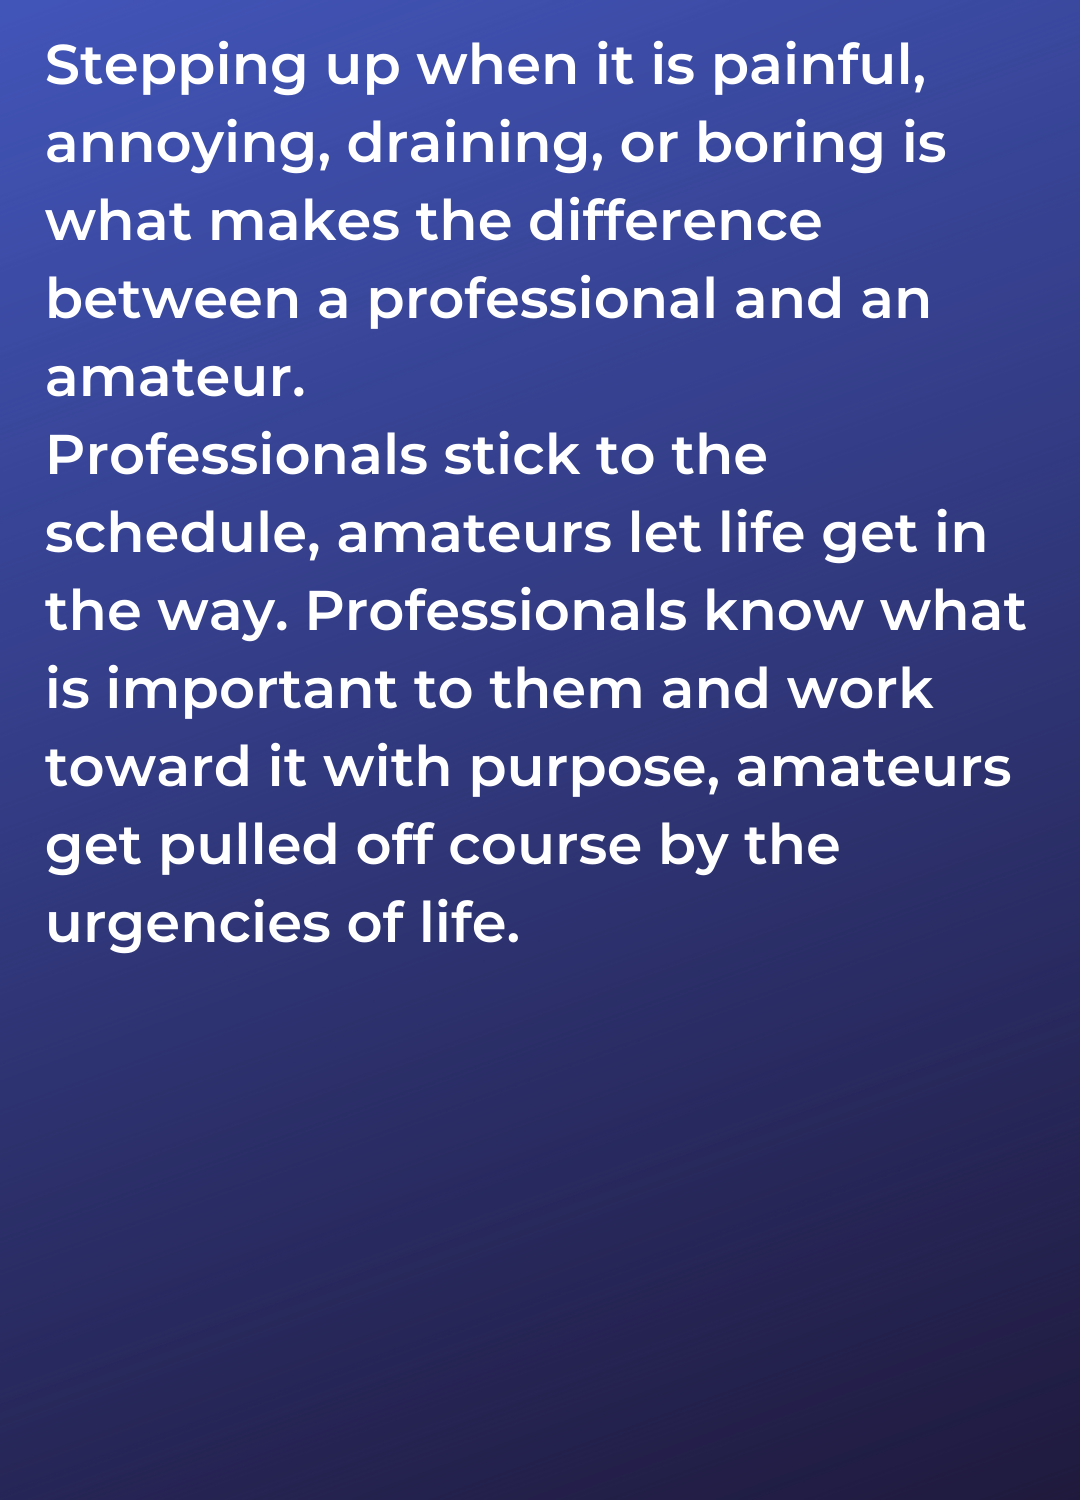 Stepping up when it is painful,
annoying, draining, or boring is
what makes the difference
between a professional and an
amateur.
Professionals stick to the
schedule, amateurs let life get in
the way. Professionals know what
is important to them and work
toward it with purpose, amateurs
get pulled off course by the
urgencies of life.